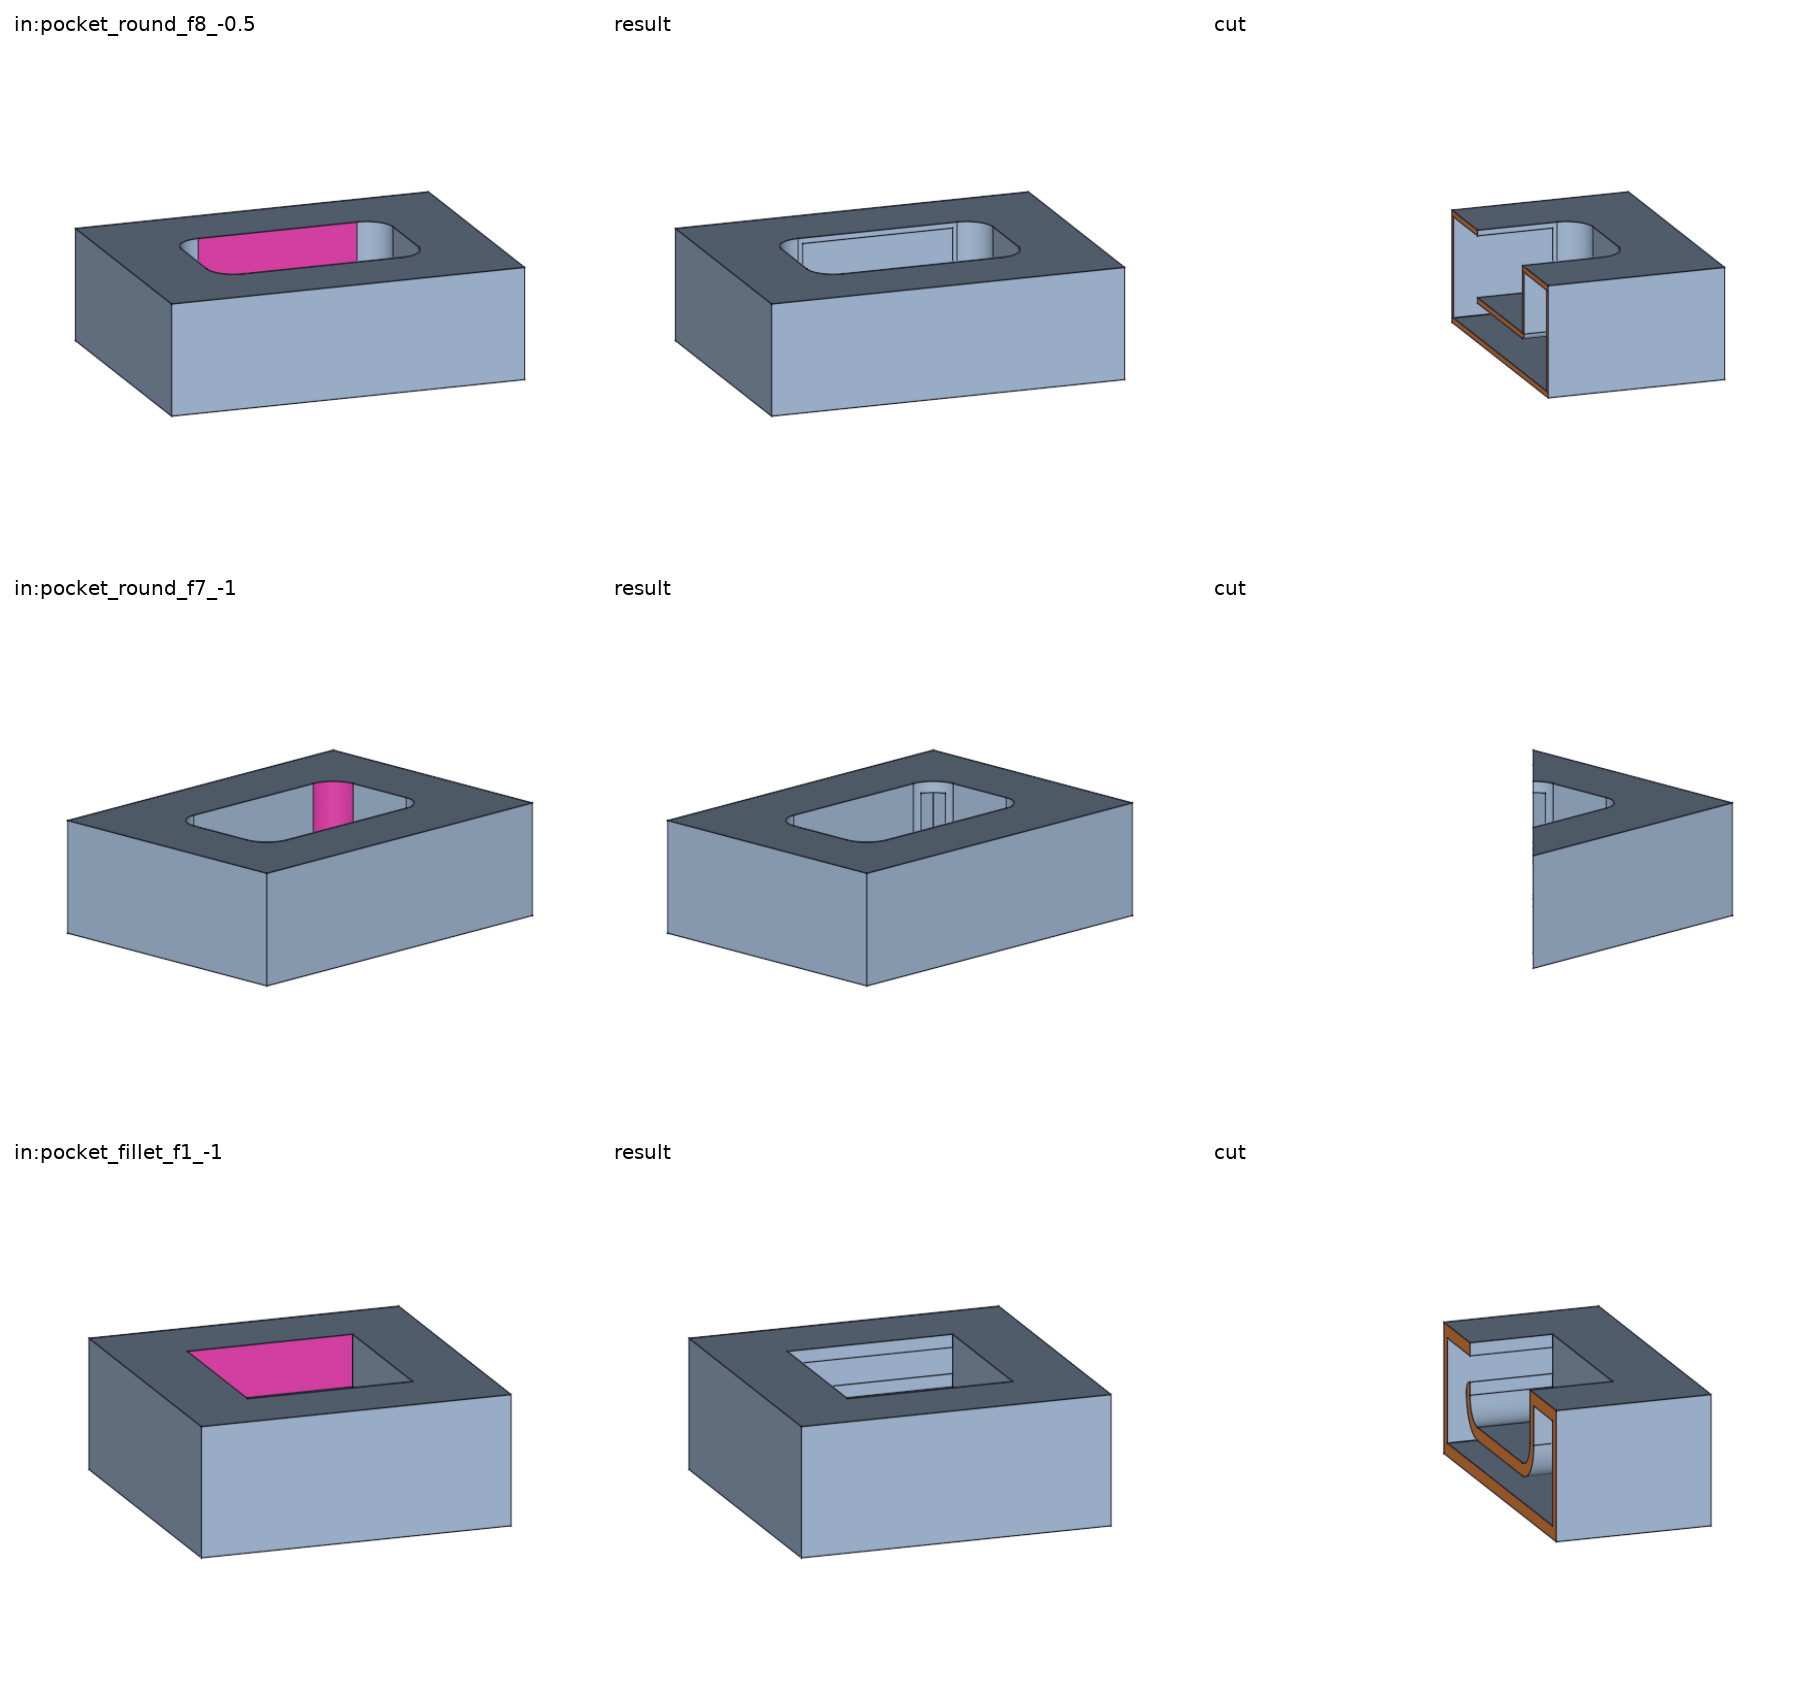 in:pocket_round_f8_-0.5
result
cut
in:pocket_round_f7_-1
result
cut
in:pocket_fillet_f1_-1
result
cut